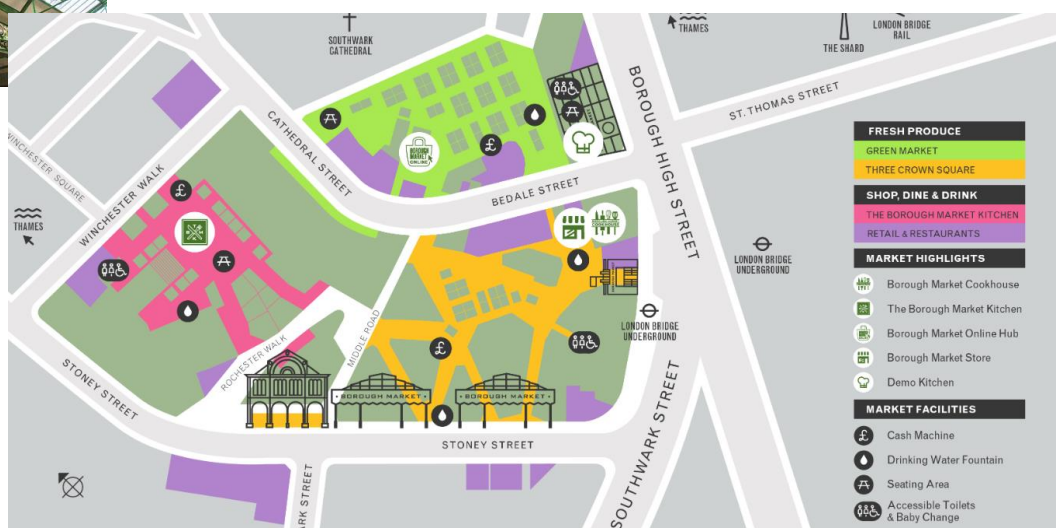 SOUTHWARK
CATHEDRAL
THAMES
THE SHARD
LONDON BRIDGE
RAIL
ST. THOMAS STREET
BOROUGH HIGH STREET
CATHEDRAL STREET
BEDALE STREET
BOROUGH
MARKET
ONLINE
£
WINCHESTER SQUARE
WINCHESTER WALK
THAMES
£
LONDON BRIDGE
UNDERGROUND
LONDON BRIDGE
UNDERGROUND
MIDDLE ROAD
ROCHESTER WALK
£
STONEY STREET
· BOROUGH MARKET ·
· BOROUGH MARKET ·
STONEY STREET
SOUTHWARK STREET
ARK STREET
FRESH PRODUCE
GREEN MARKET
THREE CROWN SQUARE
SHOP, DINE & DRINK
THE BOROUGH MARKET KITCHEN
RETAIL & RESTAURANTS
MARKET HIGHLIGHTS
Borough Market Cookhouse
The Borough Market Kitchen
Borough Market Online Hub
Borough Market Store
Demo Kitchen
MARKET FACILITIES
£ Cash Machine
Drinking Water Fountain
Seating Area
Accessible Toilets
& Baby Change